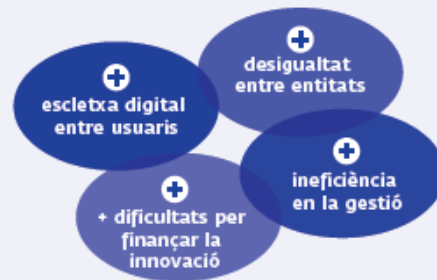 desigualtat
entre entitats
escletxa digital
entre usuaris
ineficiència
en la gestió
+ dificultats per
finançar la
innovació